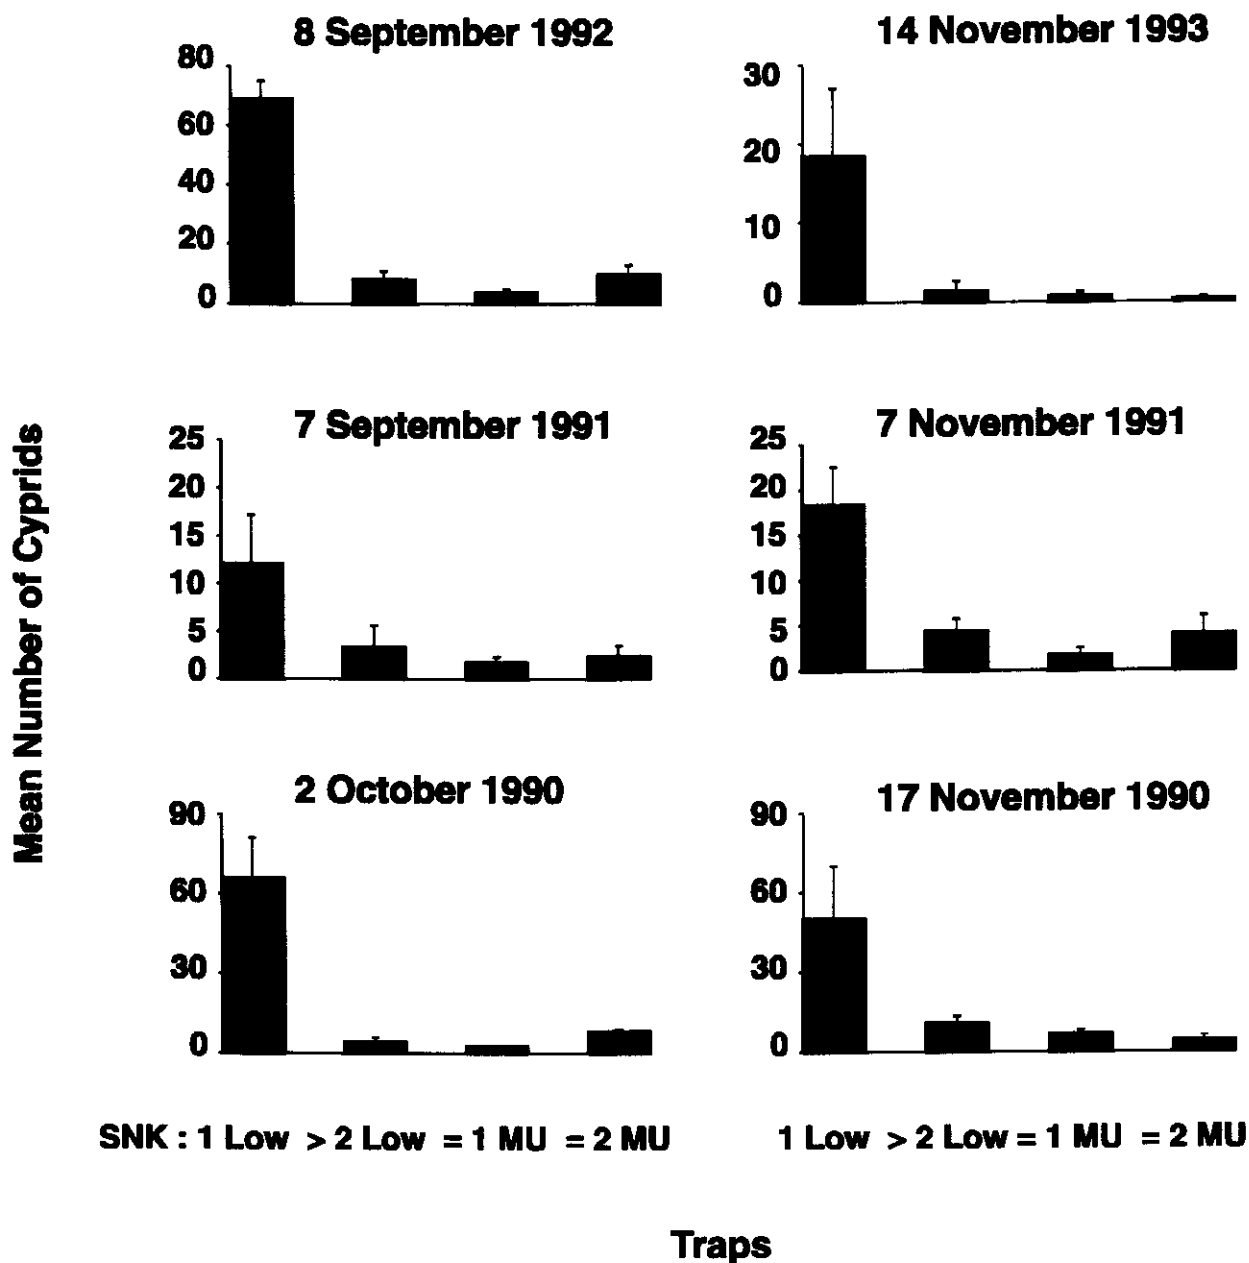 8 September 1992
80
60
40
20
0
14 November 1993
30
20
10
0
Mean Number of Cyprids
7 September 1991
25
20
15
10
5
0
7 November 1991
25
20
15
10
5
0
2 October 1990
90
60
30
0
17 November 1990
90
60
30
0
SNK : 1 Low > 2 Low = 1 MU = 2 MU
1 Low > 2 Low = 1 MU = 2 MU
Traps